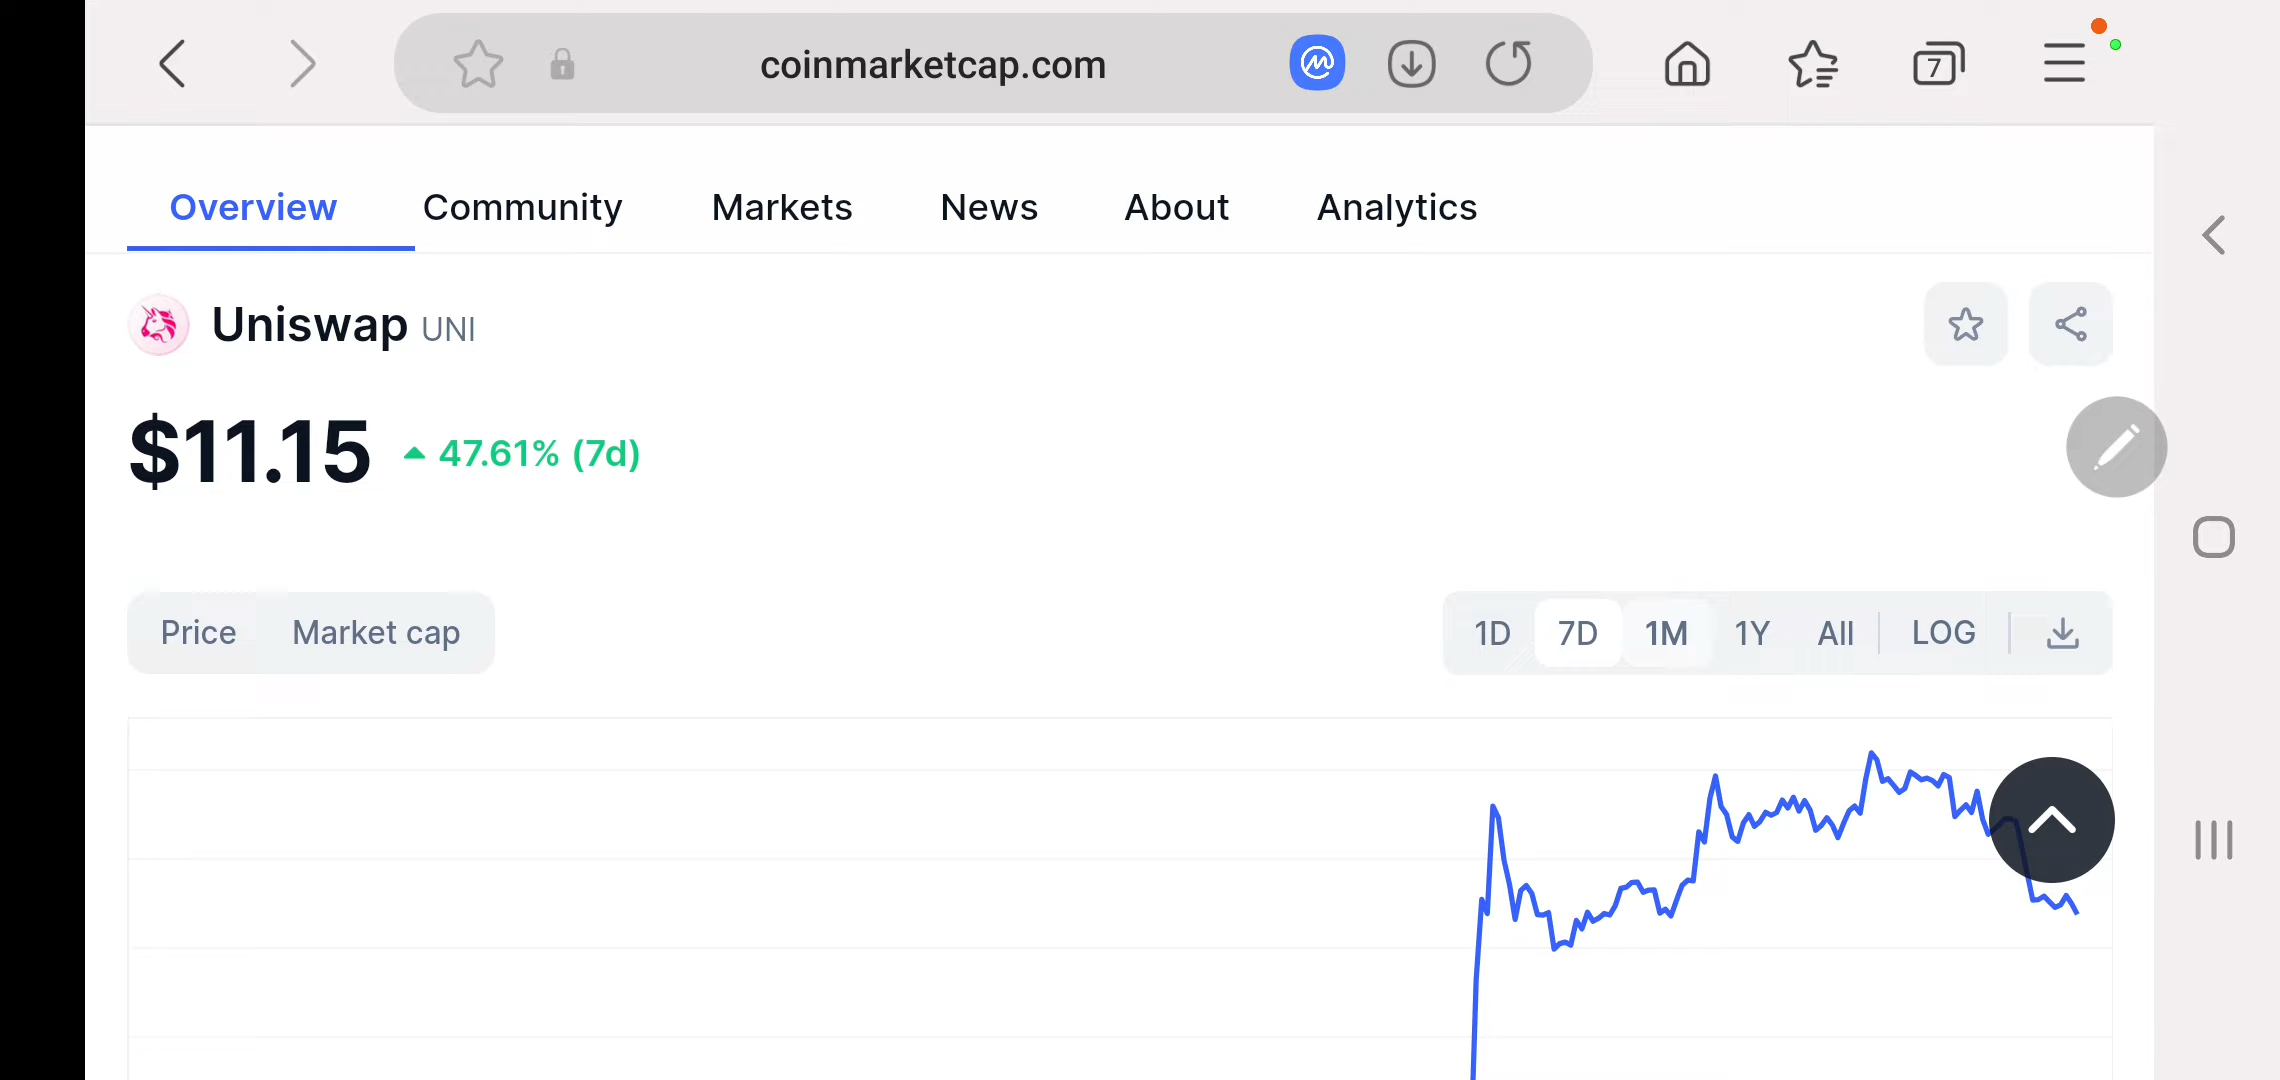 coinmarketcap.com
7
Overview Community Markets News About Analytics
Uniswap UNI
$11.15 47.61% (7d)
Price Market cap 1D 7D 1M 1Y All LOG